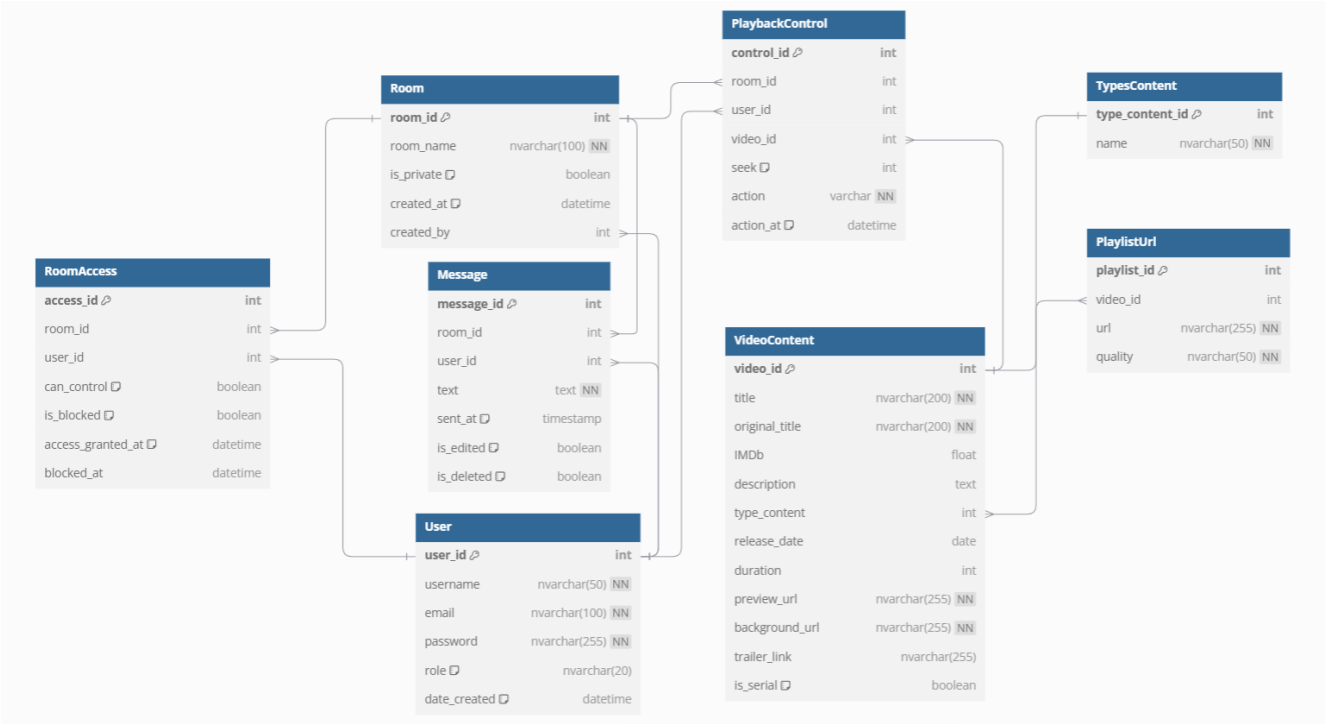 PlaybackControl
control_id int
room_id int
user_id int
video_id int
seek int
action varchar NN
action_at datetime
Room
room_id int
room_name nvarchar(100) NN
is_private boolean
created_at datetime
created_by int
TypesContent
type_content_id int
name nvarchar(50) NN
PlaylistUrl
playlist_id int
video_id int
url nvarchar(255) NN
quality nvarchar(50) NN
RoomAccess
access_id int
room_id int
user_id int
can_control boolean
is_blocked boolean
access_granted_at datetime
blocked_at datetime
Message
message_id int
room_id int
user_id int
text text NN
sent_at timestamp
is_edited boolean
is_deleted boolean
VideoContent
video_id int
title nvarchar(200) NN
original_title nvarchar(200) NN
IMDb float
description text
type_content int
release_date date
duration int
preview_url nvarchar(255) NN
background_url nvarchar(255) NN
trailer_link nvarchar(255)
is_serial boolean
User
user_id int
username nvarchar(50) NN
email nvarchar(100) NN
password nvarchar(255) NN
role nvarchar(20)
date_created datetime